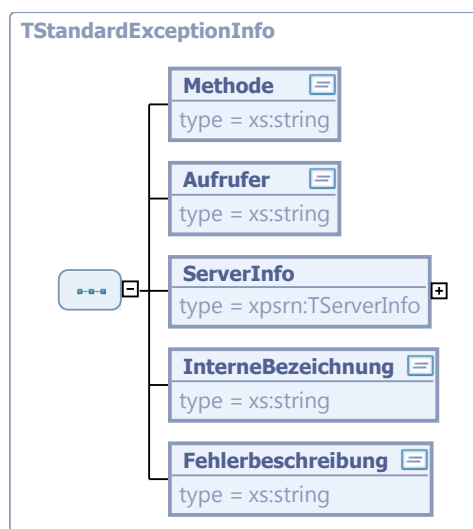 TStandardExceptionInfo
Methode
type = xs:string
Aufrufer
type = xs:string
ServerInfo
type = xpsrn:TServerInfo
InterneBezeichnung
type = xs:string
Fehlerbeschreibung
type = xs:string